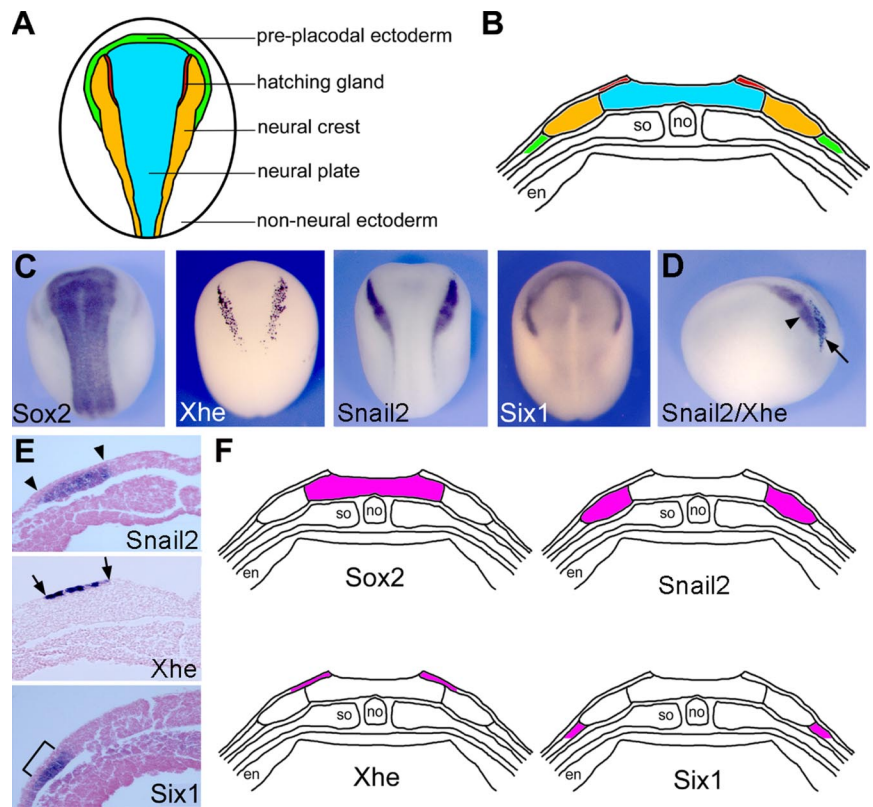 A
pre-placodal ectoderm
hatching gland
neural crest
neural plate
non-neural ectoderm
B
so
no
en
C
Sox2
Xhe
Snail2
Six1
D
Snail2/Xhe
E
Snail2
Xhe
Six1
F
so
no
en
Sox2
so
no
en
Snail2
so
no
en
Xhe
so
no
en
Six1